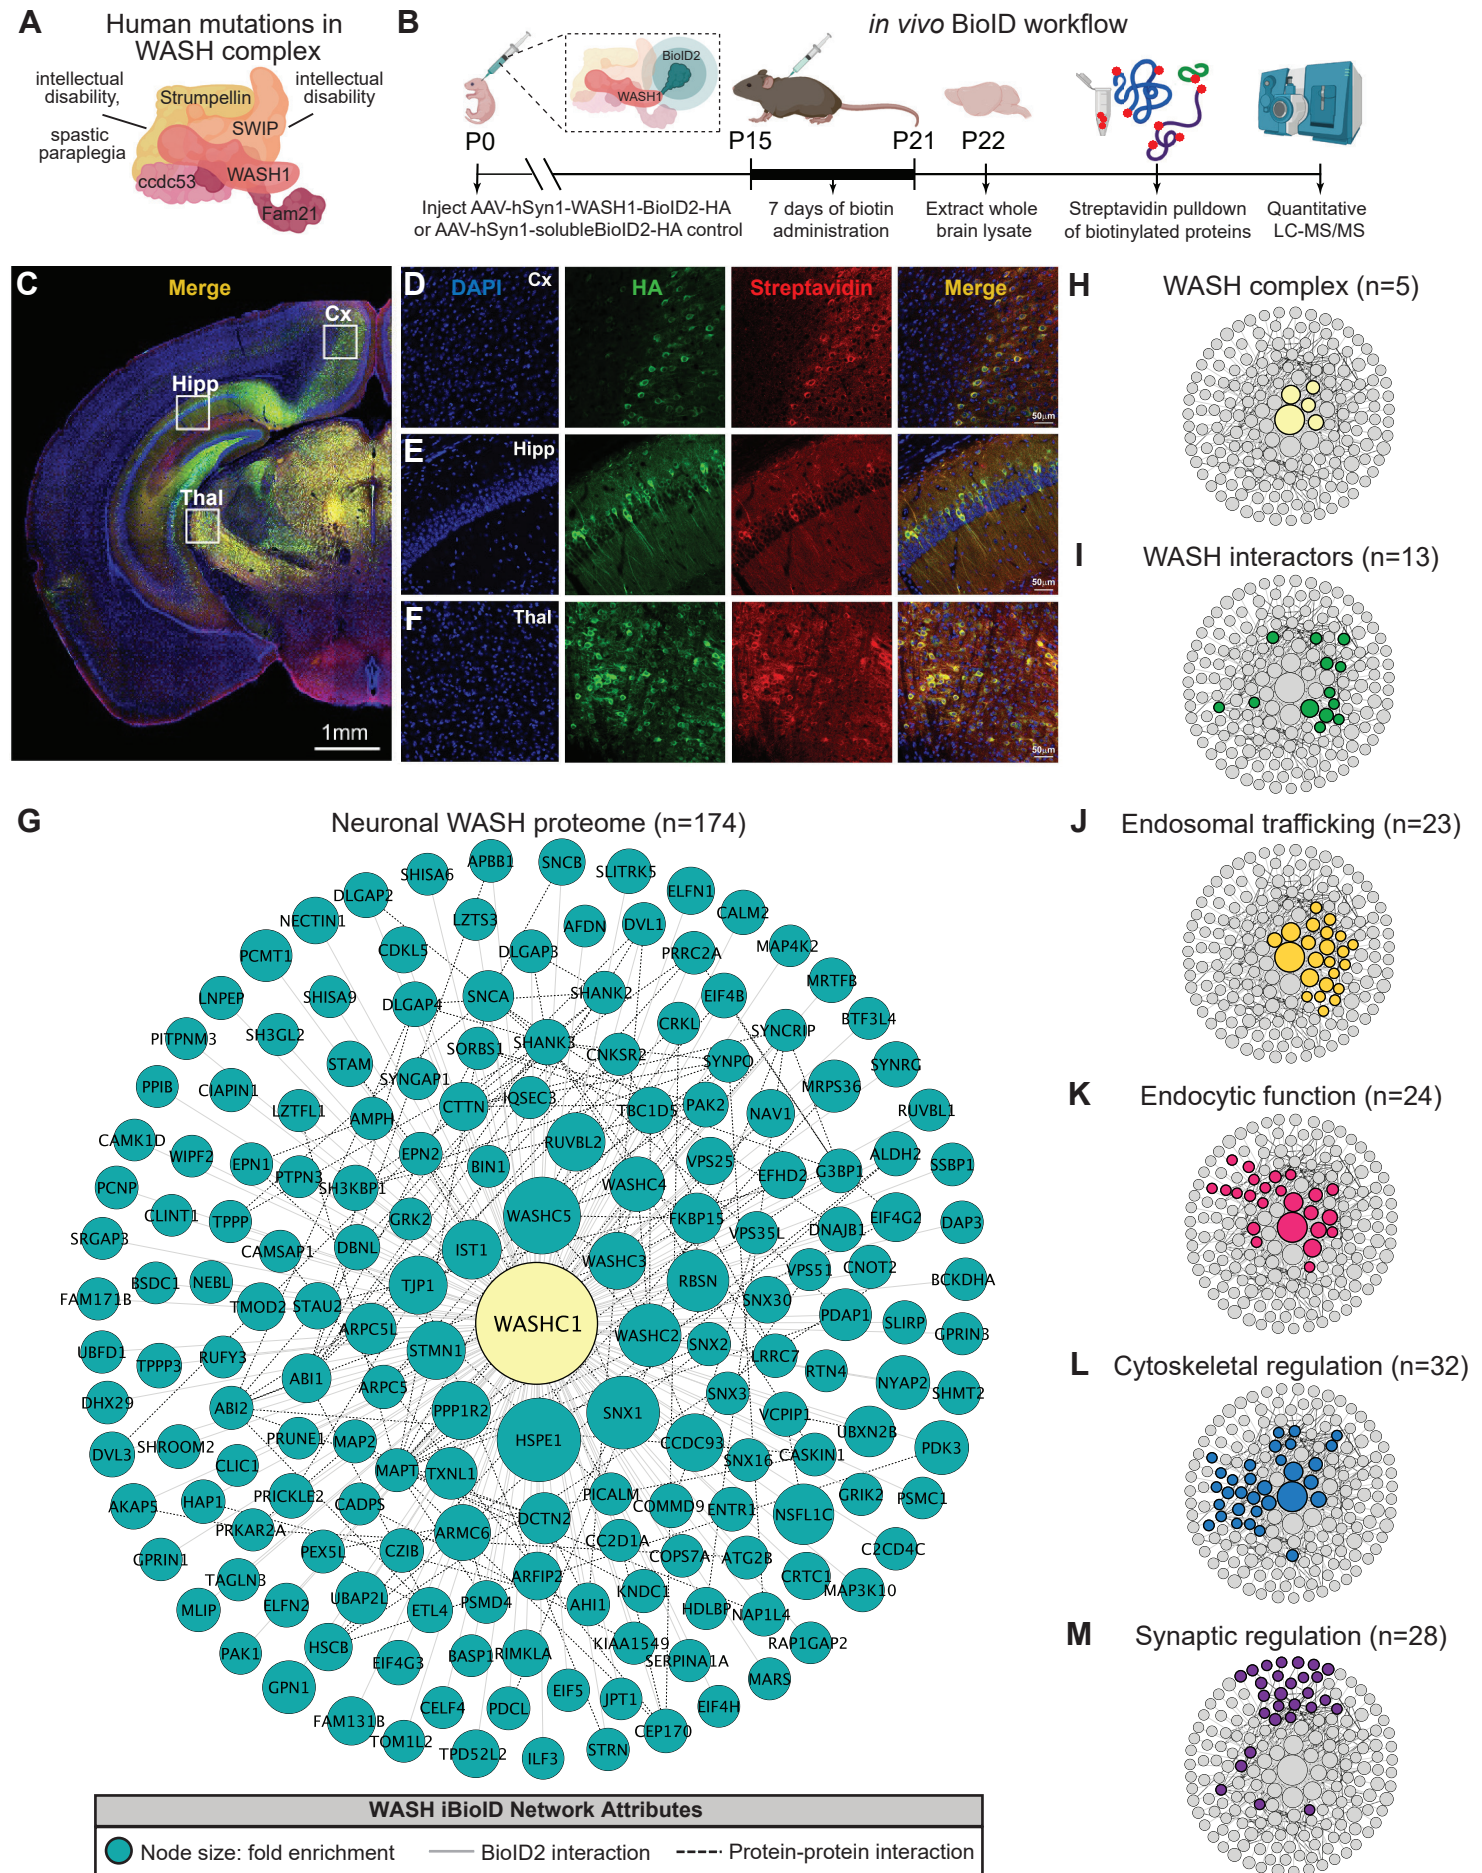 A
Human mutations in
WASH complex
intellectual
disability,
spastic
paraplegia
intellectual
disability
Strumpellin
SWIP
ccdc53
WASH1
Fam21
B
in vivo BioID workflow
BioID2
WASH1
P0
P15
P21
P22
Inject AAV-hSyn1-WASH1-BioID2-HA
or AAV-hSyn1-solubleBioID2-HA control
7 days of biotin
administration
Extract whole
brain lysate
Streptavidin pulldown
of biotinylated proteins
Quantitative
LC-MS/MS
C
Merge
Cx
Hipp
Thal
1mm
D
DAPI
Cx
HA
Streptavidin
Merge
50µm
E
Hipp
50µm
F
Thal
50µm
G
Neuronal WASH proteome (n=174)
APBB1
SNCB
SHISA6
SLITRK5
DLGAP2
ELFN1
NECTIN1
LZTS3
AFDN
DVL1
CALM2
PCMT1
CDKL5
DLGAP3
PRRC2A
MAP4K2
LNPEP
SHISA9
DLGAP4
SNCA
SHANK2
EIF4B
MRTFB
PITPNM3
SH3GL2
SORBS1
SHANK3
CRKL
SYNCRIP
BTF3L4
STAM
SYNGAP1
CNKSR2
SYNPO
SYNRG
PPIB
CIAPIN1
LZTFL1
AMPH
CTTN
IQSEC3
TBC1D5
PAK2
NAV1
MRPS36
RUVBL1
CAMK1D
WIPF2
EPN1
PTPN3
SH3KBP1
EPN2
BIN1
RUVBL2
WASHC4
VPS25
EFHD2
G3BP1
ALDH2
SSBP1
PCNP
CLINT1
TPPP
GRK2
WASHC5
FKBP15
VPS35L
DNAJB1
EIF4G2
DAP3
SRGAP3
CAMSAP1
DBNL
IST1
WASHC3
VPS51
CNOT2
BCKDHA
FAM171B
BSDC1
NEBL
TMOD2
STAU2
TJP1
RBSN
SNX30
PDAP1
SLIRP
GPRIN3
ARPC5L
WASHC1
WASHC2
SNX2
LRRC7
UBFD1
TPPP3
RUFY3
ABI1
STMN1
ARPC5
SNX3
RTN4
NYAP2
SHMT2
DHX29
ABI2
PPP1R2
SNX1
VCPIP1
UBXN2B
DVL3
SHROOM2
CLIC1
PRUNE1
MAP2
HSPE1
CCDC93
SNX16
CASKIN1
PDK3
AKAP5
HAP1
PRICKLE2
MAPT
TXNL1
PICALM
COMMD9
ENTR1
NSFL1C
GRIK2
PSMC1
PRKAR2A
CADPS
DCTN2
CC2D1A
GPRIN1
PEX5L
CZIB
ARMC6
COPS7A
ATG2B
C2CD4C
TAGLN3
ARFIP2
CRTC1
MAP3K10
MLIP
ELFN2
UBAP2L
ETL4
PSMD4
AHI1
KNDC1
HDLBP
NAP1L4
PAK1
HSCB
EIF4G3
BASP1
RIMKLA
KIAA1549
SERPINA1A
RAP1GAP2
GPN1
EIF5
JPT1
EIF4H
MARS
FAM131B
CELF4
PDCL
CEP170
TOM1L2
TPD52L2
ILF3
STRN
WASH iBioID Network Attributes
Node size: fold enrichment
BioID2 interaction
Protein-protein interaction
H
WASH complex (n=5)
I
WASH interactors (n=13)
J
Endosomal trafficking (n=23)
K
Endocytic function (n=24)
L
Cytoskeletal regulation (n=32)
M
Synaptic regulation (n=28)